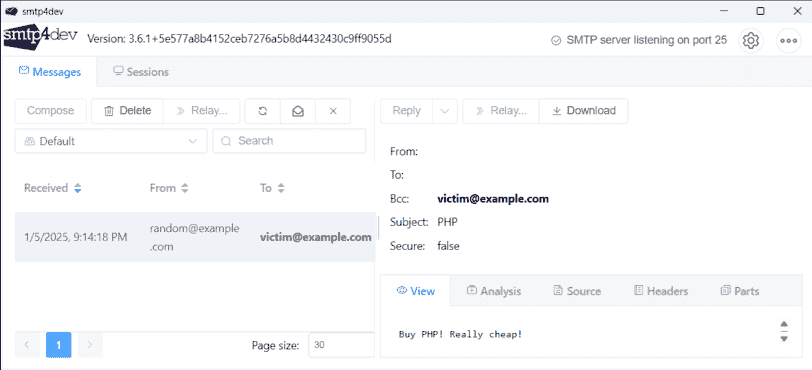 smtp4dev
smtp4dev Version: 3.6.1+5e577a8b4152ceb7276a5b8d4432430c9ff9055d SMTP server listening on port 25
Messages Sessions
Compose Delete Relay... Reply Relay... Download
Default Search
From:
To:
Received From To
Bcc: victim@example.com
Subject: PHP
1/5/2025, 9:14:18 PM random@example victim@example.com
.com
Secure: false
View Analysis Source Headers Parts
Buy PHP! Really cheap!
1 Page size: 30